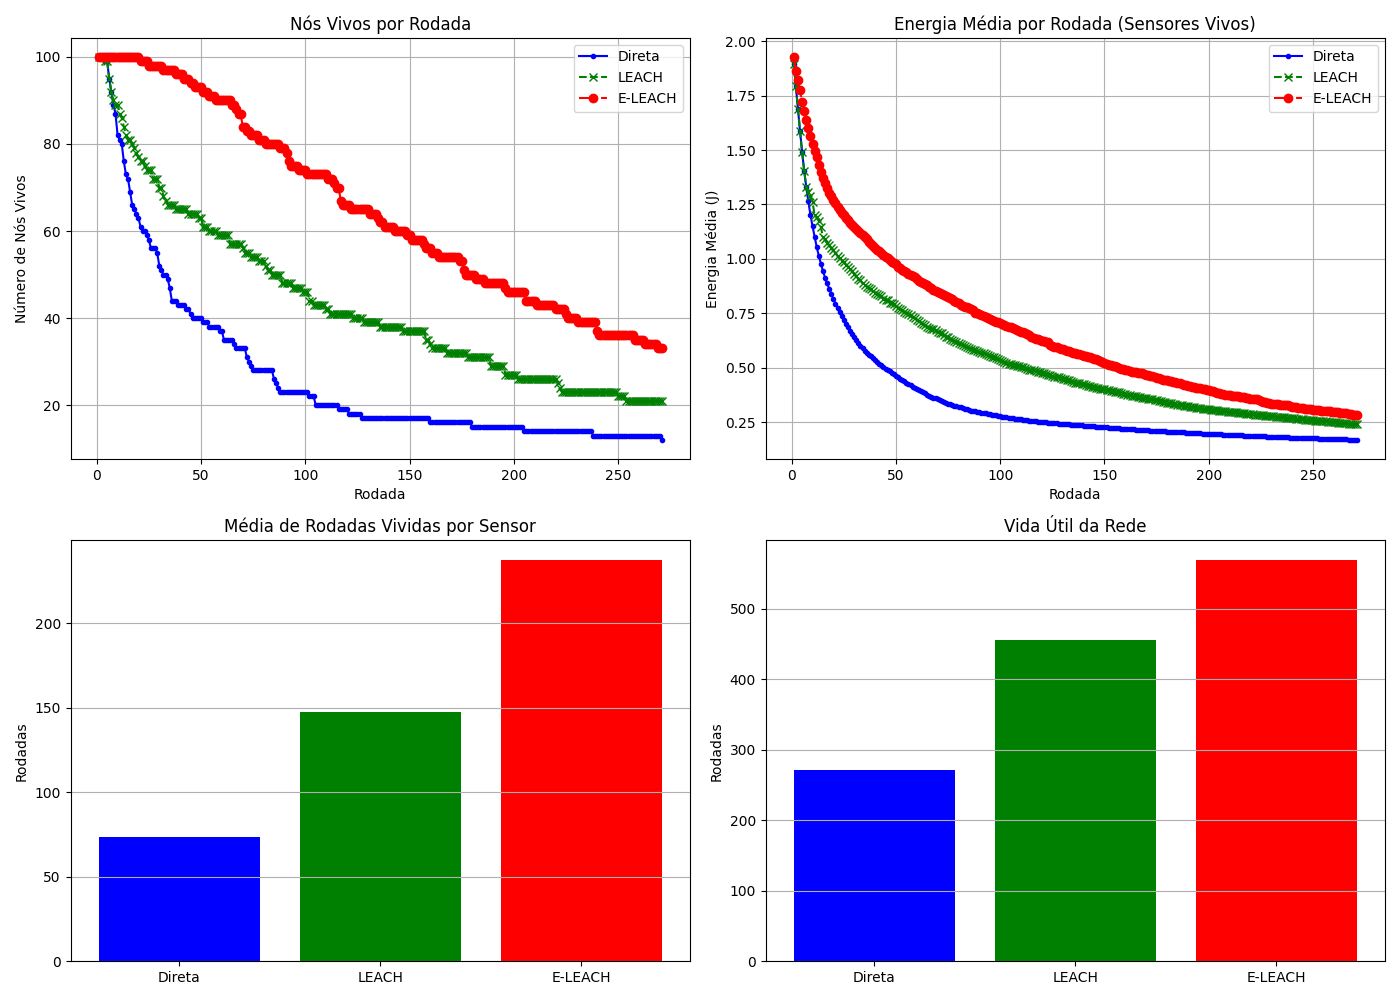 Nós Vivos por Rodada
Número de Nós Vivos
100
80
60
40
20
0
50
100
150
200
250
Rodada
Direta
LEACH
E-LEACH
Energia Média por Rodada (Sensores Vivos)
Energia Média (J)
2.00
1.75
1.50
1.25
1.00
0.75
0.50
0.25
0
50
100
150
200
250
Rodada
Direta
LEACH
E-LEACH
Média de Rodadas Vividas por Sensor
Rodadas
200
150
100
50
0
Direta
LEACH
E-LEACH
Vida Útil da Rede
Rodadas
500
400
300
200
100
0
Direta
LEACH
E-LEACH